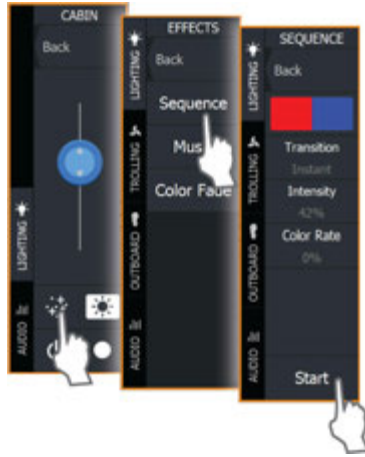 CABIN
Back
LIGHTING
AUDIO
EFFECTS
Back
Sequence
Mus
Color Fade
LIGHTING
TROLLING
OUTBOARD
AUDIO
SEQUENCE
Back
Transition
Instant
Intensity
42%
Color Rate
0%
Start
LIGHTING
TROLLING
OUTBOARD
AUDIO